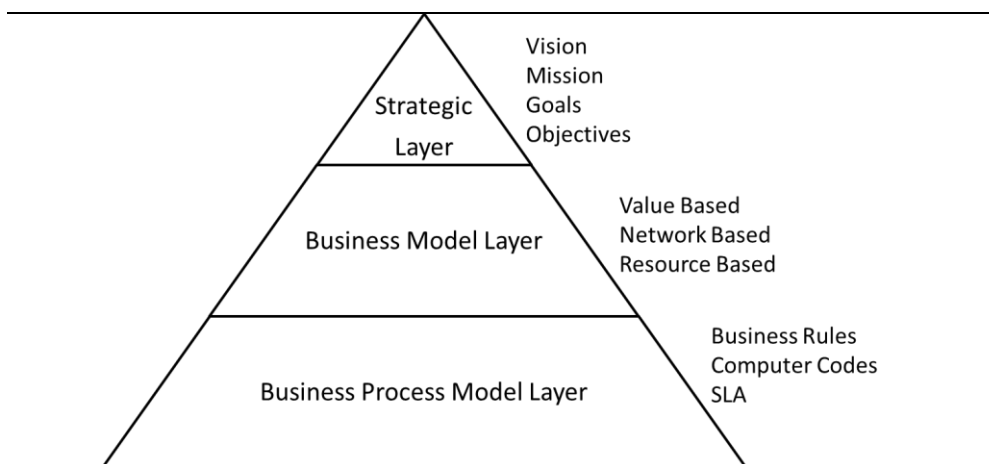 Vision
Mission
Goals
Objectives
Strategic
Layer
Value Based
Network Based
Resource Based
Business Model Layer
Business Rules
Computer Codes
SLA
Business Process Model Layer